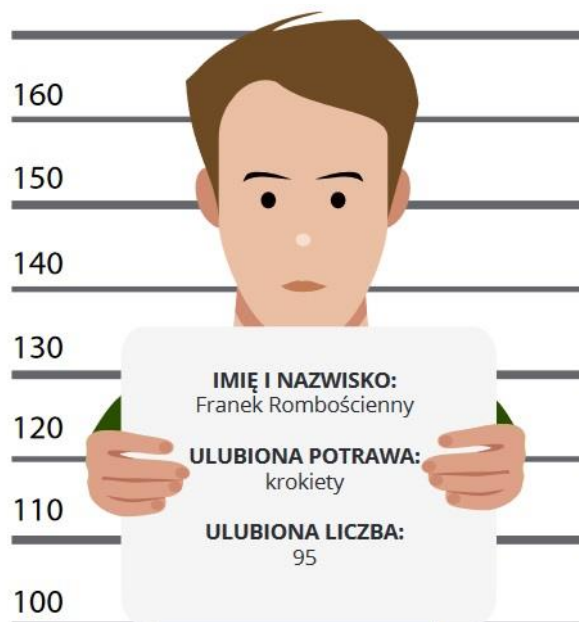 160
150
140
130
120
110
100
IMIĘ I NAZWISKO:
Franek Rombościenny
ULUBIONA POTRAWA:
krokiety
ULUBIONA LICZBA:
95